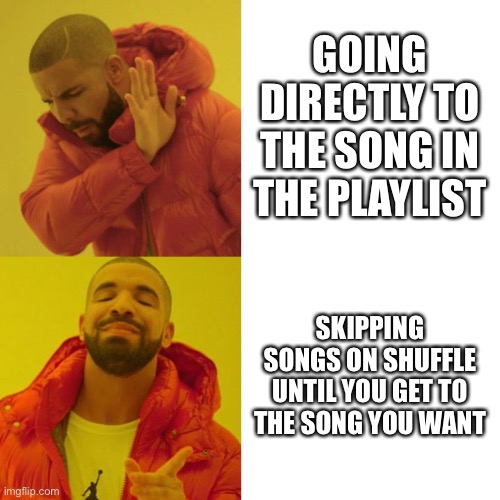 GOING
DIRECTLY TO
THE SONG IN
THE PLAYLIST
SKIPPING
SONGS ON SHUFFLE
UNTIL YOU GET TO
THE SONG YOU WANT
imgflip.com